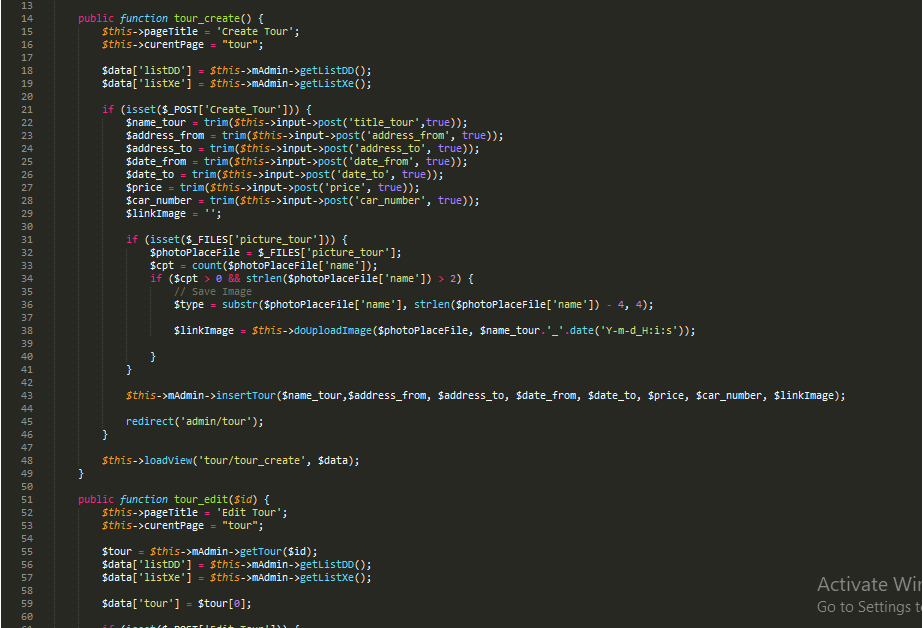 13
14 public function tour_create() {
15 $this->pageTitle = 'Create Tour';
16 $this->curentPage = "tour";
17
18 $data['listDD'] = $this->mAdmin->getListDD();
19 $data['listXe'] = $this->mAdmin->getListXe();
20
21 if (isset($_POST['Create_Tour'])) {
22 $name_tour = trim($this->input->post('title_tour',true));
23 $address_from = trim($this->input->post('address_from', true));
24 $address_to = trim($this->input->post('address_to', true));
25 $date_from = trim($this->input->post('date_from', true));
26 $date_to = trim($this->input->post('date_to', true));
27 $price = trim($this->input->post('price', true));
28 $car_number = trim($this->input->post('car_number', true));
29 $linkImage = '';
30
31 if (isset($_FILES['picture_tour'])) {
32 $photoPlaceFile = $_FILES['picture_tour'];
33 $cpt = count($photoPlaceFile['name']);
34 if ($cpt > 0 && strlen($photoPlaceFile['name']) > 2) {
35 // Save Image
36 $type = substr($photoPlaceFile['name'], strlen($photoPlaceFile['name']) - 4, 4);
37
38 $linkImage = $this->doUploadImage($photoPlaceFile, $name_tour.'_'.date('Y-m-d_H:i:s'));
39
40 }
41 }
42
43 $this->mAdmin->insertTour($name_tour,$address_from, $address_to, $date_from, $date_to, $price, $car_number, $linkImage);
44
45 redirect('admin/tour');
46 }
47
48 $this->loadView('tour/tour_create', $data);
49 }
50
51 public function tour_edit($id) {
52 $this->pageTitle = 'Edit Tour';
53 $this->curentPage = "tour";
54
55 $tour = $this->mAdmin->getTour($id);
56 $data['listDD'] = $this->mAdmin->getListDD();
57 $data['listXe'] = $this->mAdmin->getListXe();
58
59 $data['tour'] = $tour[0];
60
Activate Win
Go to Settings t